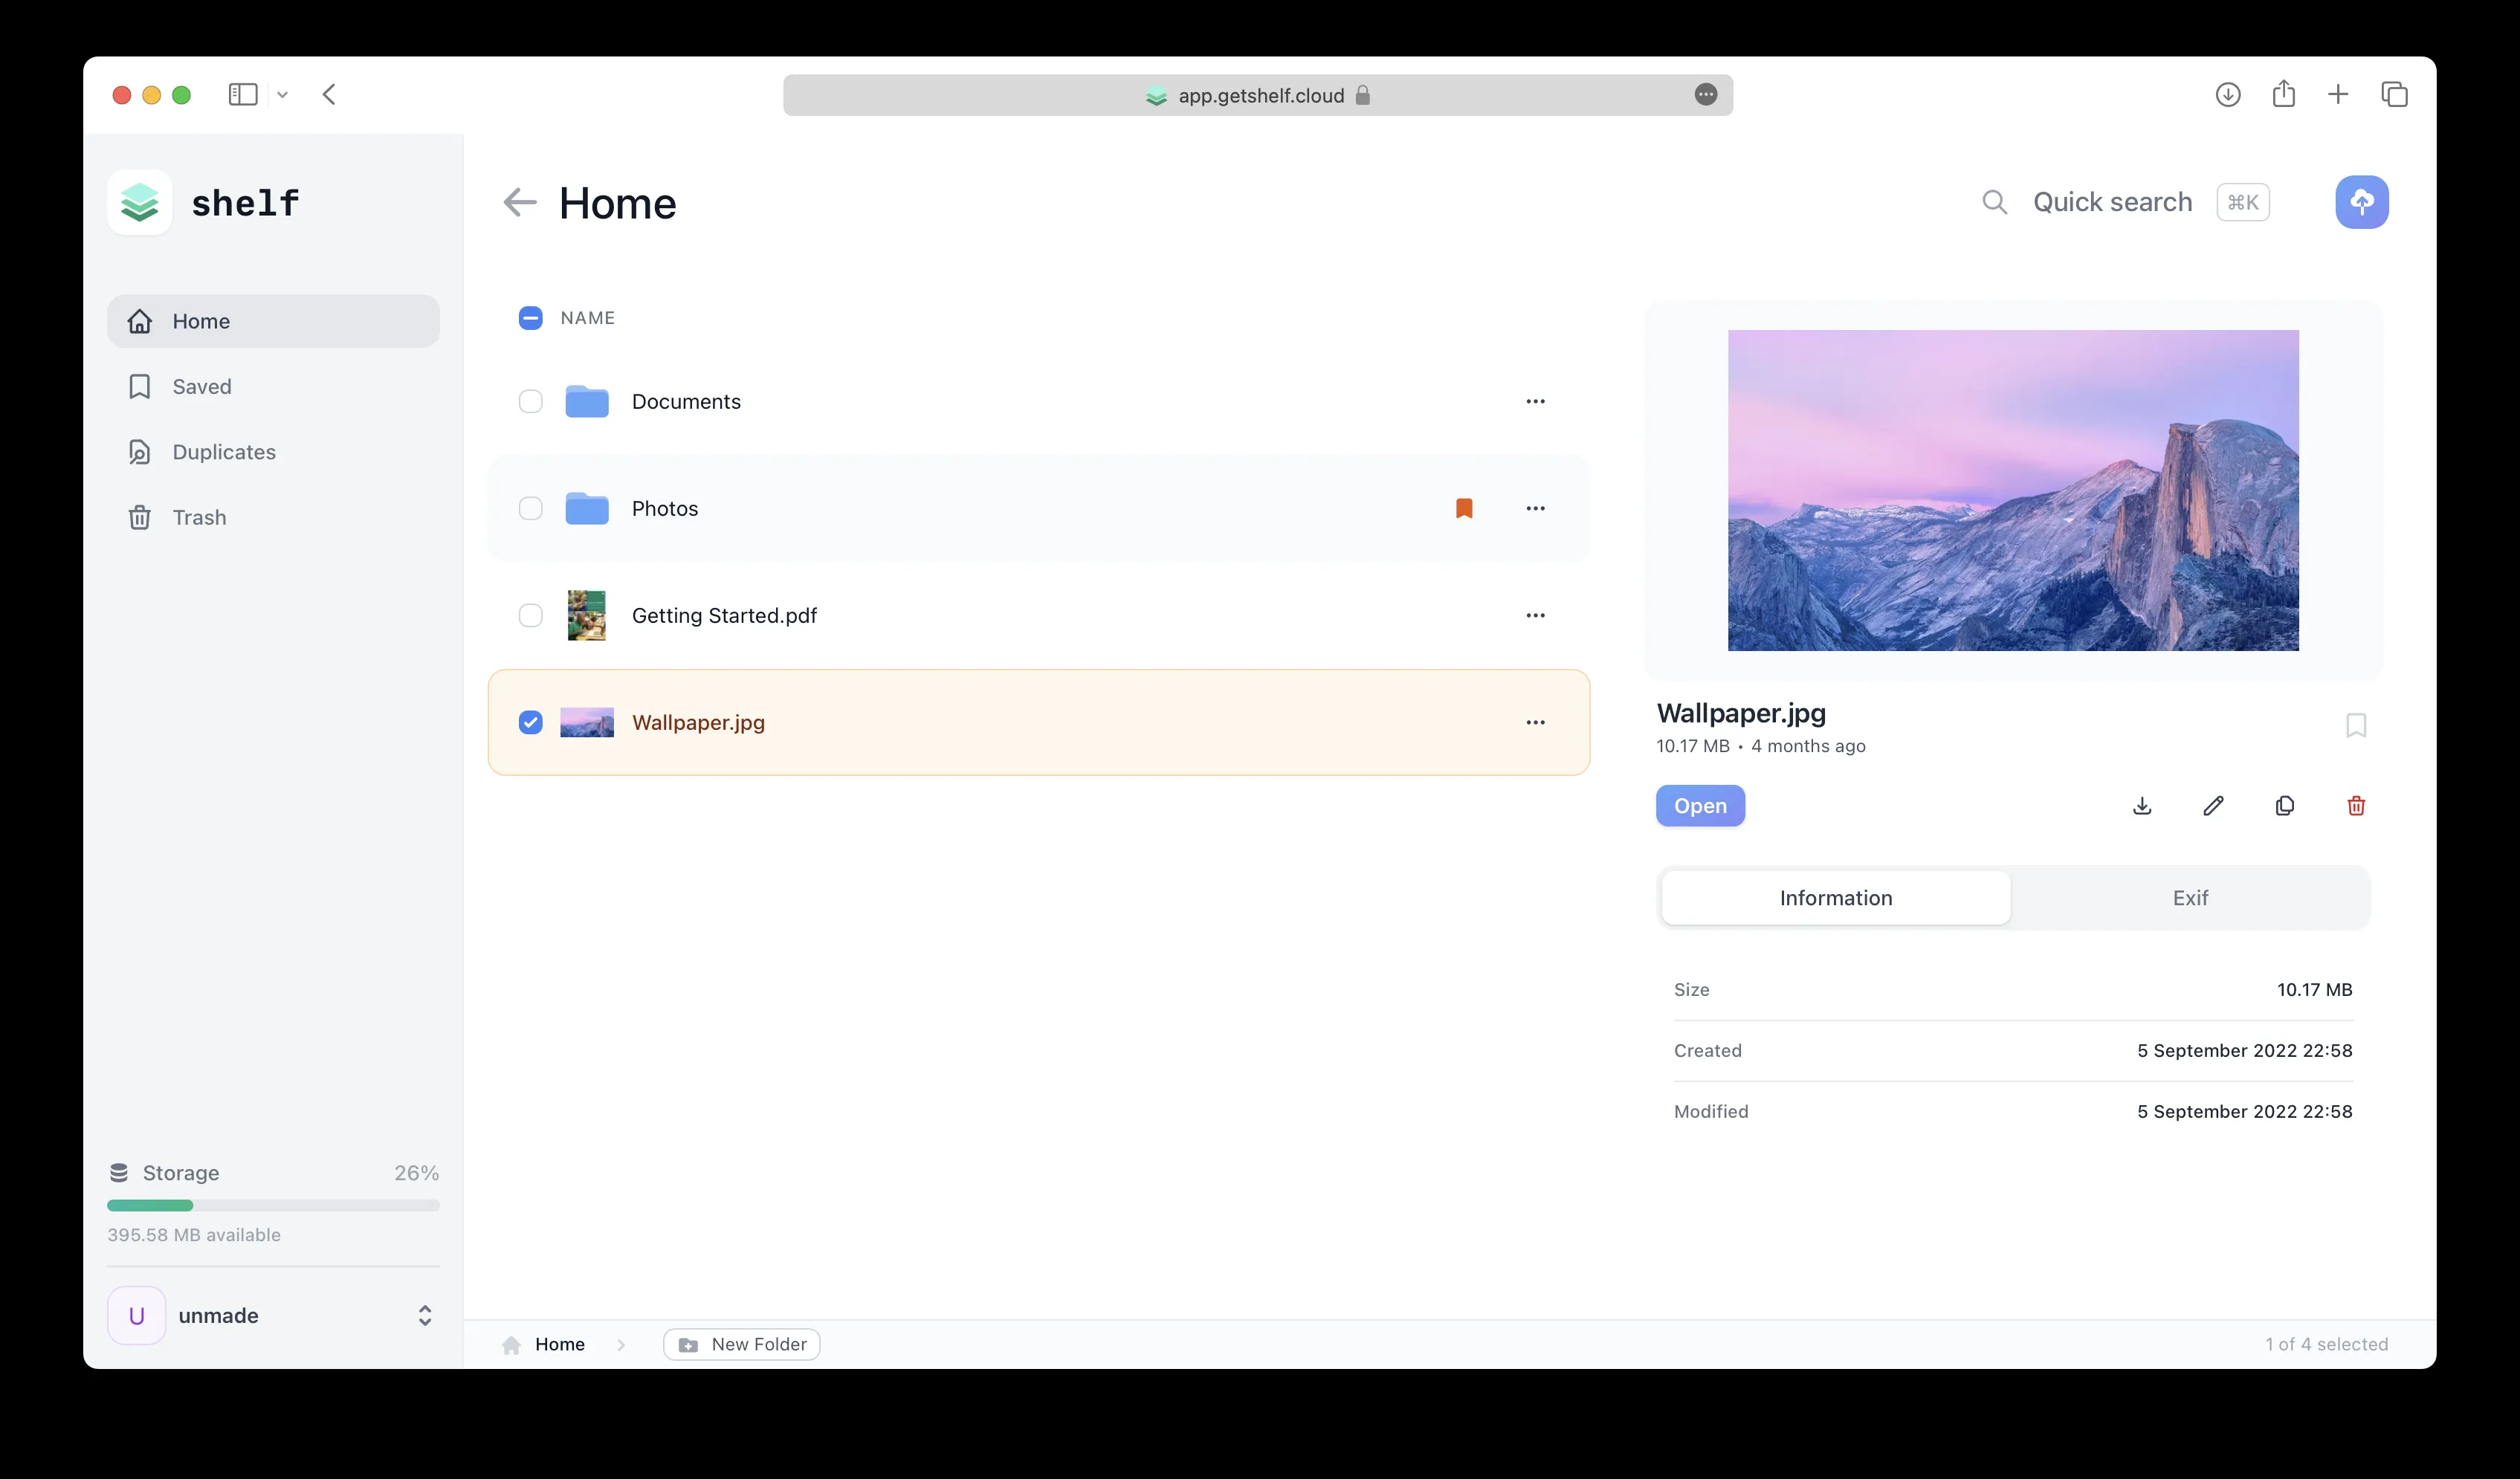 app.getshelf.cloud
shelf
Home
Saved
Duplicates
Trash
Storage 26%
395.58 MB available
U unmade
Home
Quick search ⌘K
NAME
Documents
Photos
Getting Started.pdf
Wallpaper.jpg
Wallpaper.jpg
10.17 MB • 4 months ago
Open
Information Exif
Size 10.17 MB
Created 5 September 2022 22:58
Modified 5 September 2022 22:58
Home New Folder 1 of 4 selected